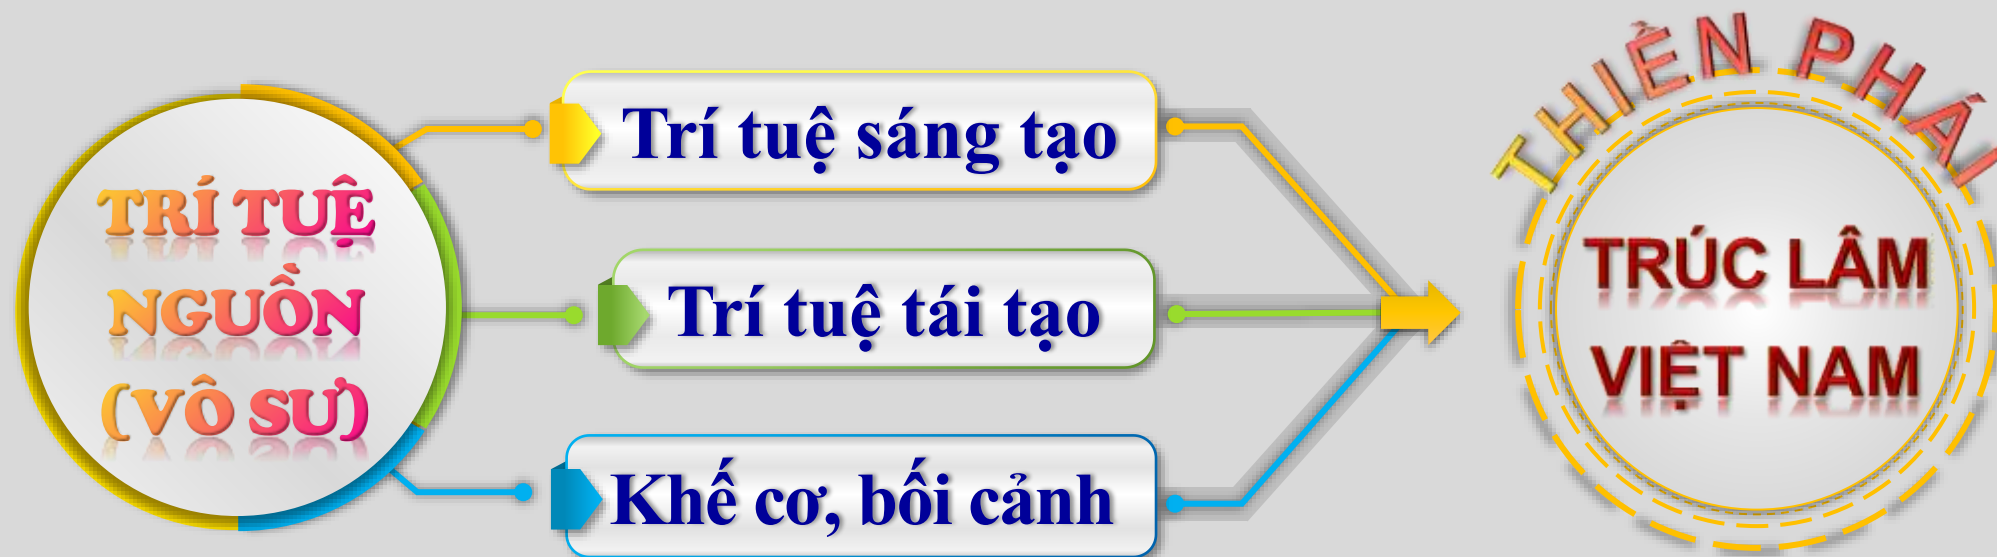 TRÍ TUỆ
NGUỒN
(VÔ SƯ)
Trí tuệ sáng tạo
Trí tuệ tái tạo
Khế cơ, bối cảnh
THIỀN PHÁI
TRÚC LÂM
VIỆT NAM